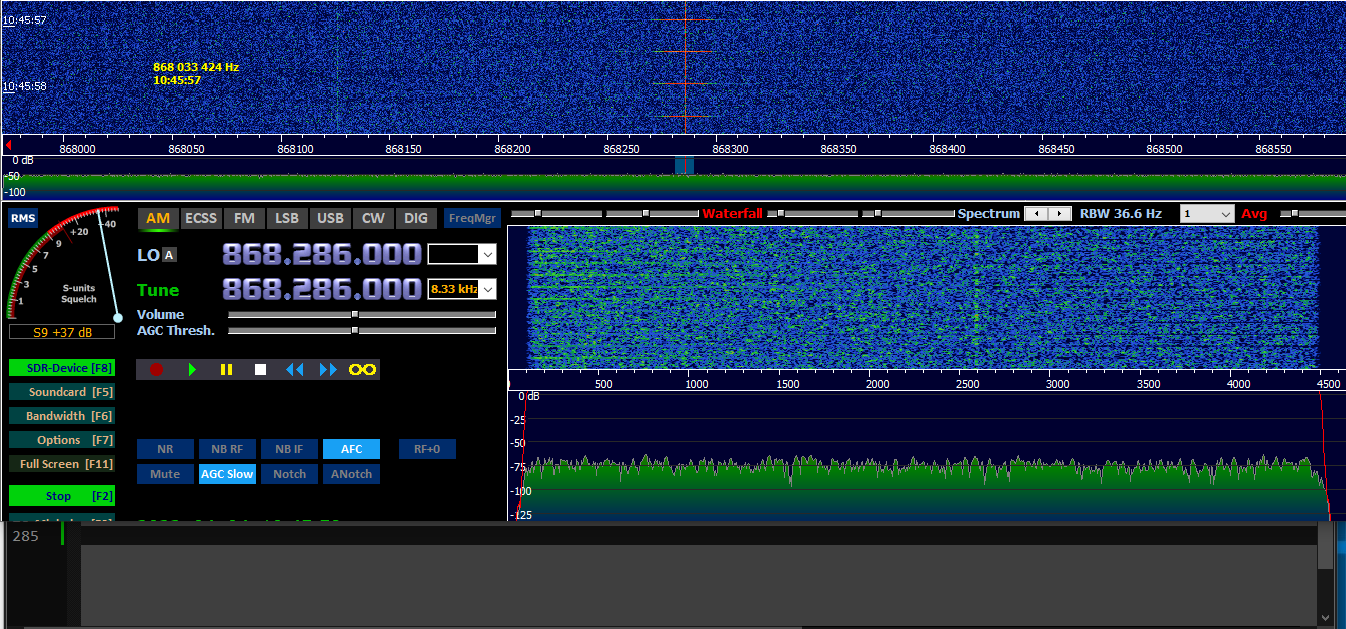 10:45:57
868 033 424 Hz
10:45:57
10:45:58
868000 868050 868100 868150 868200 868250 868300 868350 868400 868450 868500 868550
0 dB
-50
-100
RMS
+20 -40
9
7
5
3
1
S-units
Squelch
S9 +37 dB
AM ECSS FM LSB USB CW DIG FreqMgr
LO A 868.286.000
Tune 868.286.000 8.33 kHz
Volume
AGC Thresh.
Waterfall Spectrum RBW 36.6 Hz 1 Avg
SDR-Device [F8]
Soundcard [F5]
Bandwidth [F6]
Options [F7]
Full Screen [F11]
Stop [F2]
NR NB RF NB IF AFC RF+0
Mute AGC Slow Notch ANotch
0 500 1000 1500 2000 2500 3000 3500 4000 4500
0 dB
-25
-50
-75
-100
-125
285